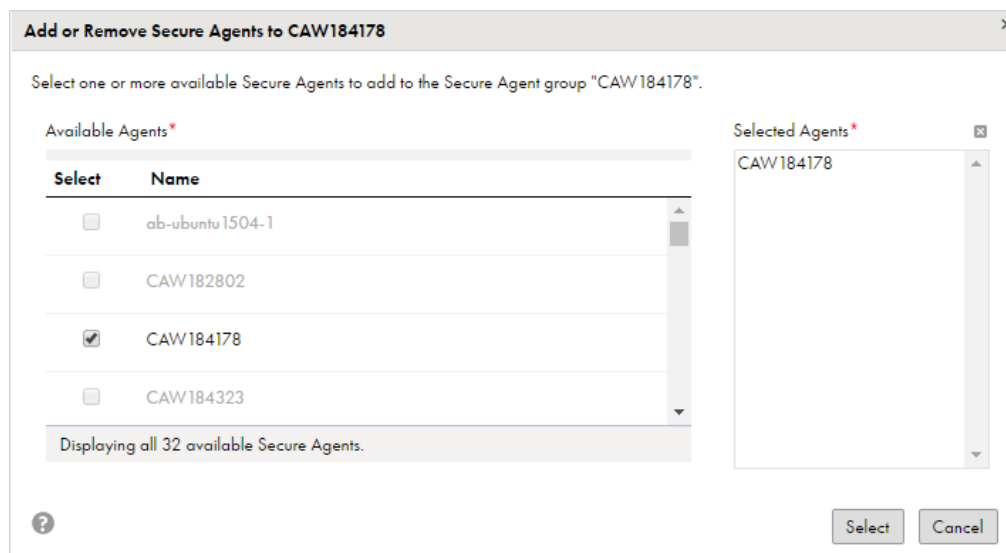 Add or Remove Secure Agents to CAW184178
Select one or more available Secure Agents to add to the Secure Agent group "CAW184178".
Available Agents*
Selected Agents*
Select Name
CAW184178
ab-ubuntu1504-1
CAW182802
CAW184178
CAW184323
Displaying all 32 available Secure Agents.
Select
Cancel